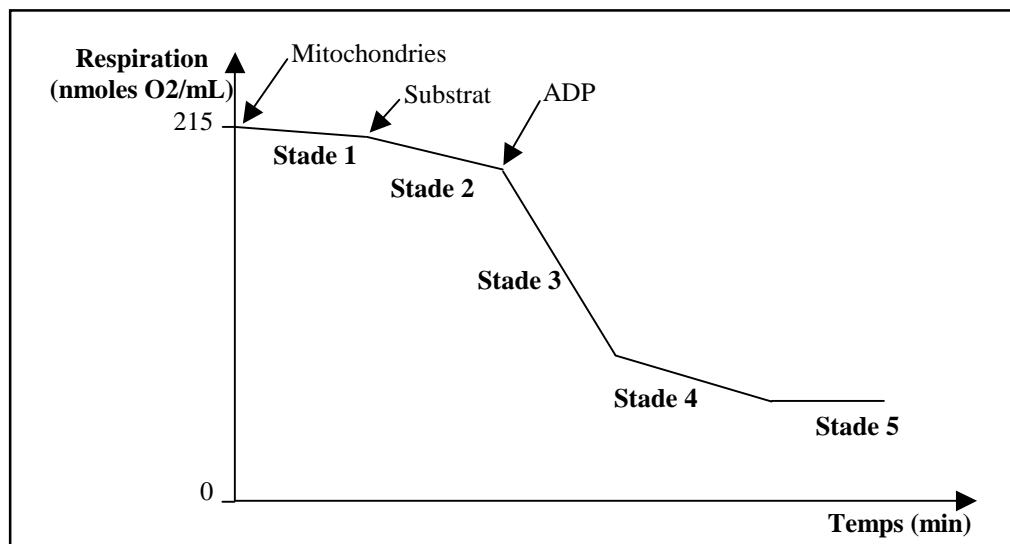 Respiration
(nmoles O2/mL)
Mitochondries
Substrat
ADP
215
Stade 1
Stade 2
Stade 3
Stade 4
Stade 5
0
Temps (min)